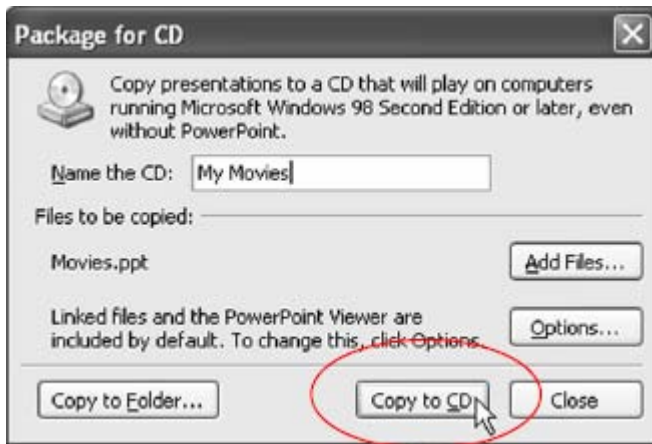 Package for CD
Copy presentations to a CD that will play on computers
running Microsoft Windows 98 Second Edition or later, even
without PowerPoint.
Name the CD: My Movies
Files to be copied:
Movies.ppt
Add Files...
Linked files and the PowerPoint Viewer are
included by default. To change this, click Options.
Options...
Copy to Folder...
Copy to CD
Close